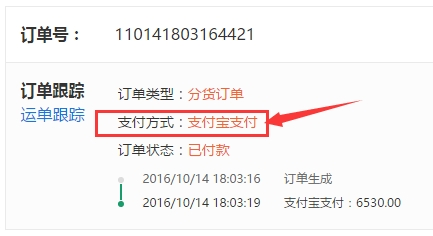 订单号：110141803164421
订单跟踪
运单跟踪
订单类型：分货订单
支付方式：支付宝支付
订单状态：已付款
2016/10/14 18:03:16 订单生成
2016/10/14 18:03:19 支付宝支付：6530.00